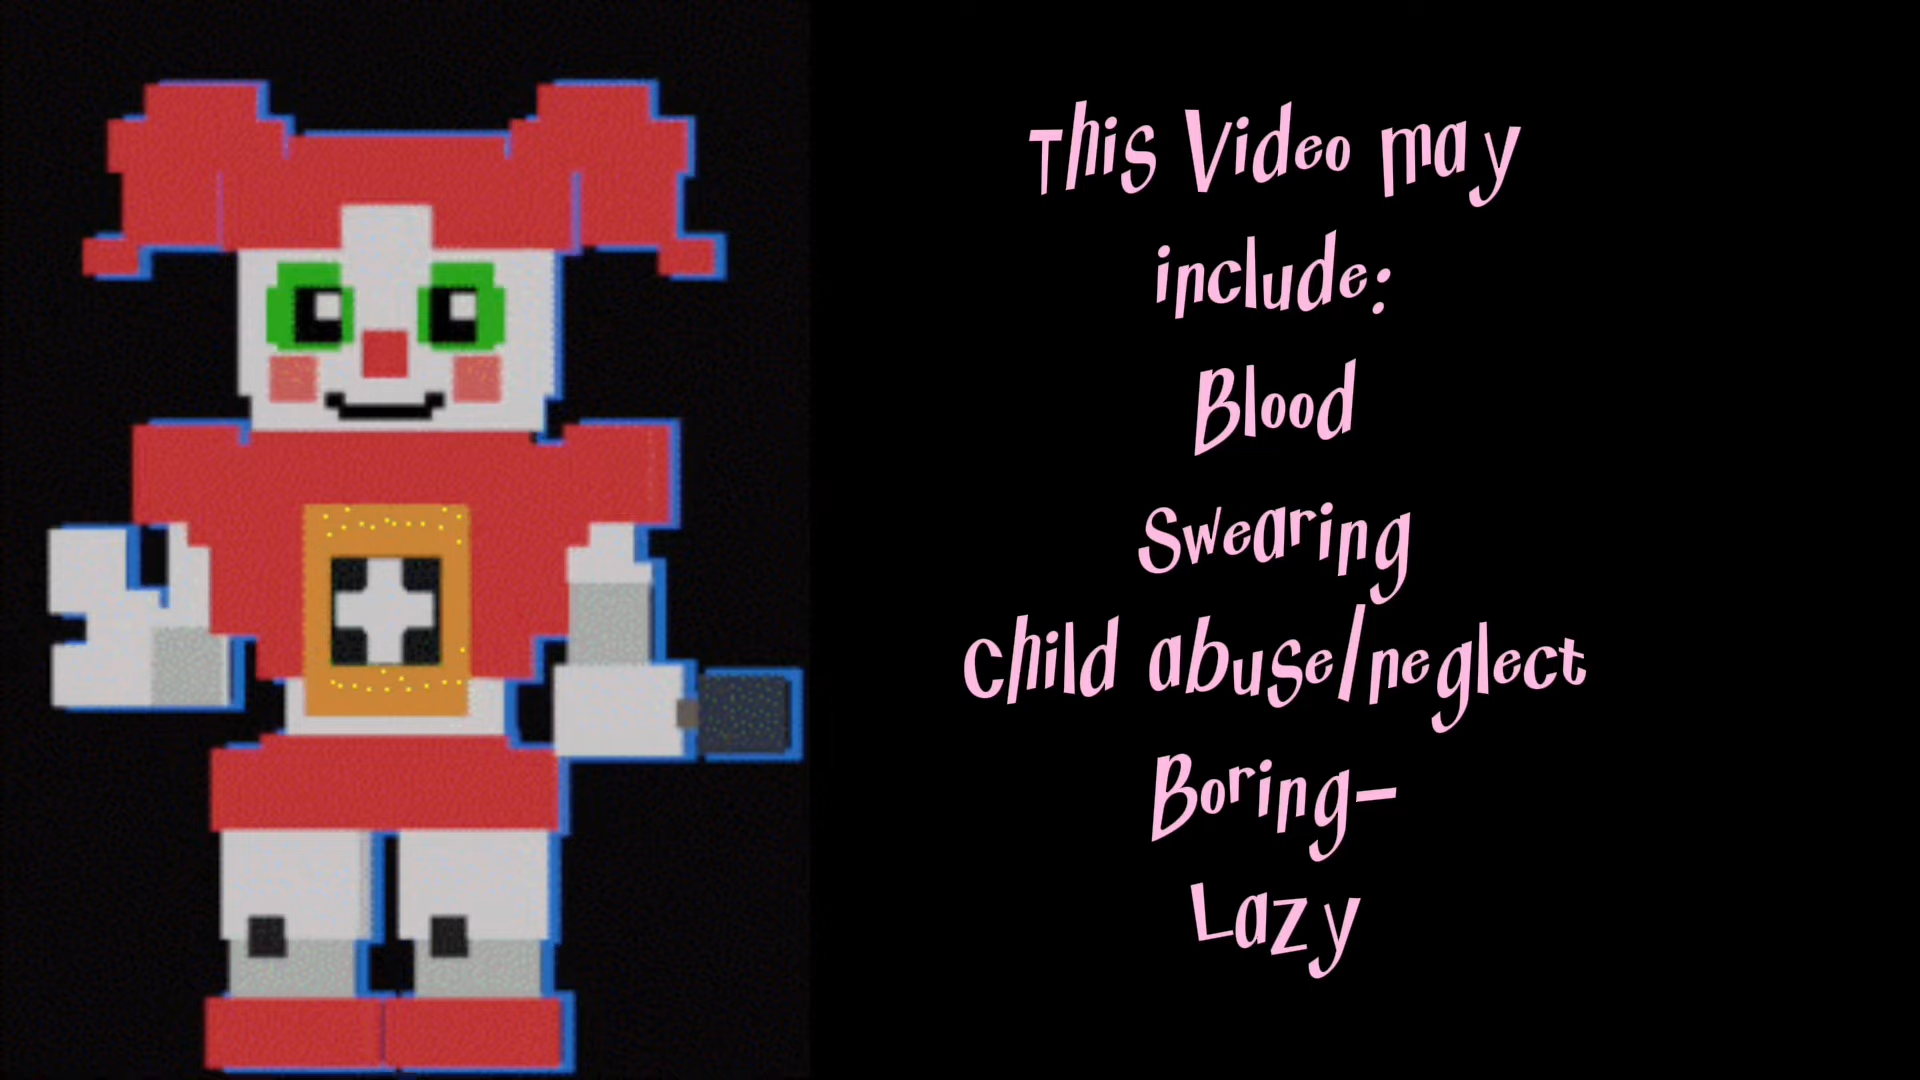 This Video may
include:
Blood
Swearing
Child abuse/neglect
Boring-
Lazy